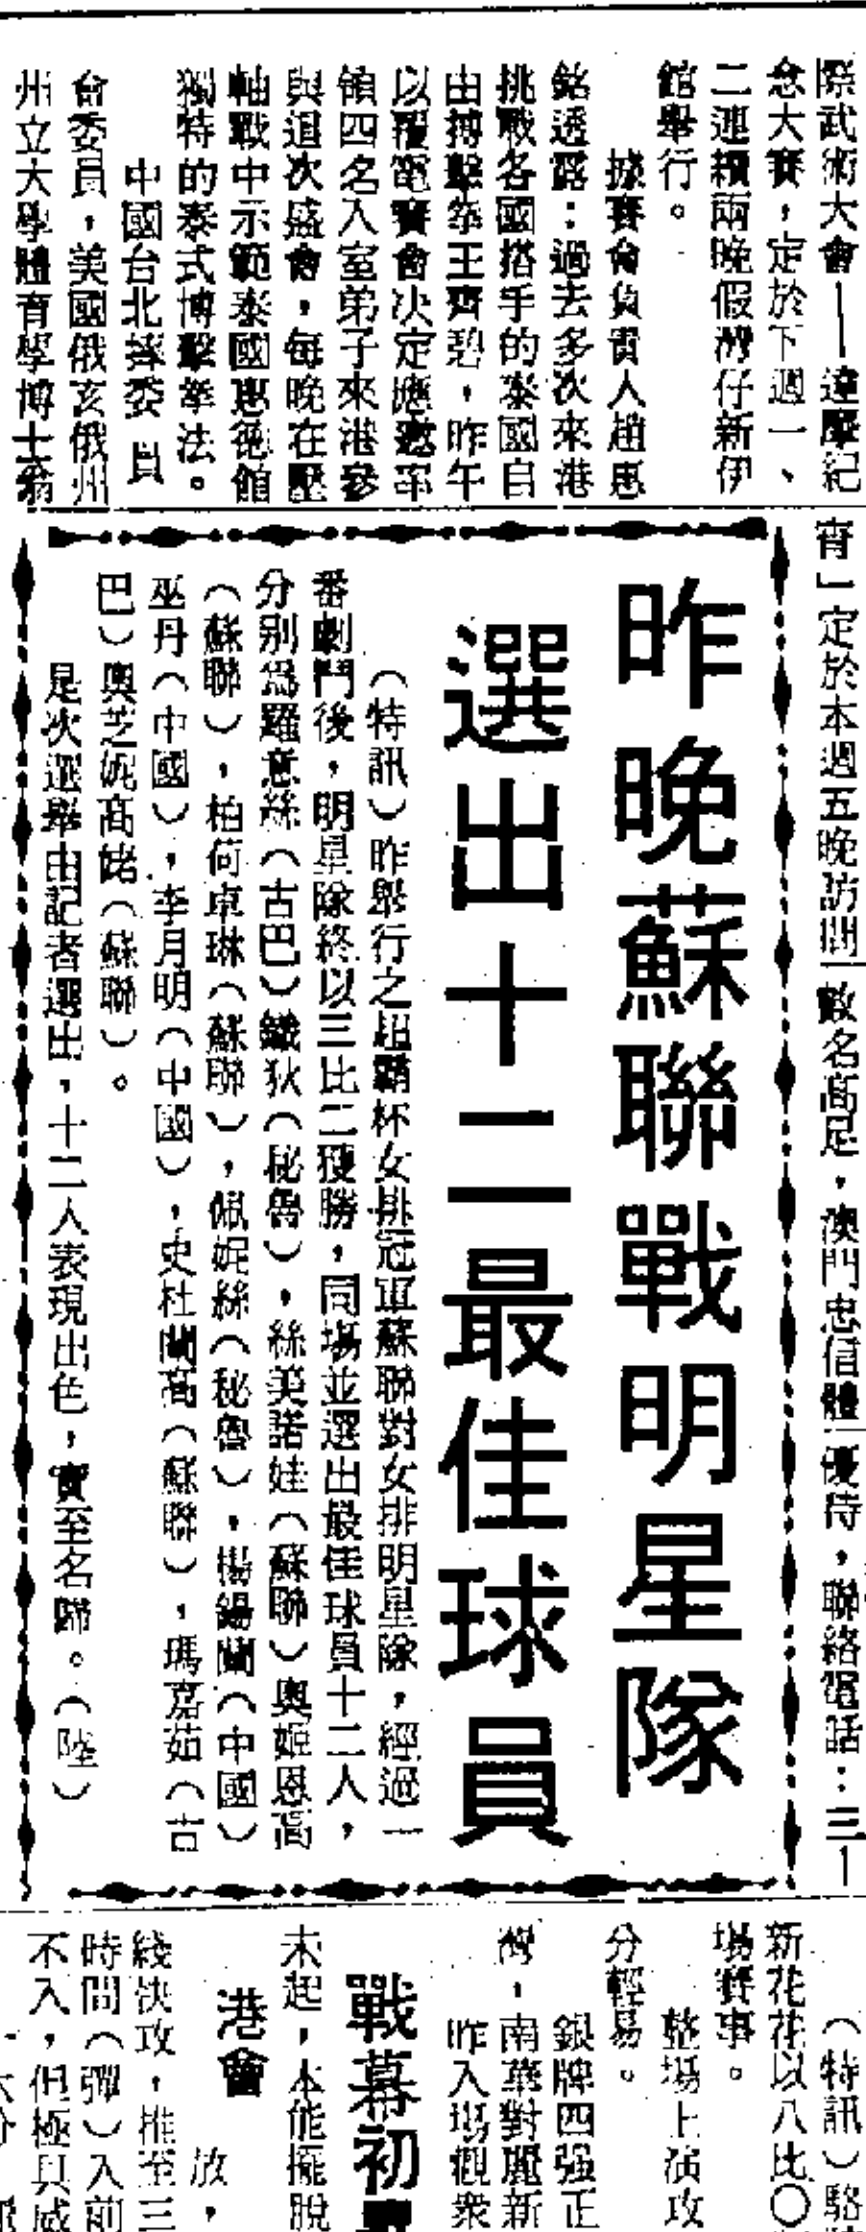 際武術大會——達摩紀
念大賽，定於下週一、
二連續兩晚假灣仔新伊
館舉行。
據賽會負責人趙惠
銘透露：過去多次來港
挑戰各國搭手的泰國自
由搏擊拳王齊碧，昨午
以覆電賽會決定應邀率
領四名入室弟子來港參
與這次盛會，每晚在壓
軸戰中示範泰國惠德館
獨特的泰式博擊拳法。
中國台北摔委員
會委員，美國俄亥俄州
州立大學體育學博士翁
宵」定於本週五晚訪問
數名高足，澳門忠信體
優待，聯絡電話：三—
昨晚蘇聯戰明星隊
選出十二最佳球員
（特訊）昨舉行之超霸杯女排冠軍蘇聯對女排明星隊，經過一
番劇鬥後，明星隊終以三比二獲勝，同場並選出最佳球員十二人，
分別爲羅意絲（古巴）鐵狄（秘魯），絲美諾娃（蘇聯）奧姬恩高
（蘇聯），柏荷卓琳（蘇聯），佩妮絲（秘魯），楊錫蘭（中國）
巫丹（中國），李月明（中國），史杜蘭高（蘇聯），瑪嘉茹（古
巴）奧芝妮高姥（蘇聯）。
是次選舉由記者選出，十二人表現出色，實至名歸。（陸）
（特訊）駱
新花花以八比〇
場賽事。
整場上演攻
分輕易。
銀牌四強正
灣，南華對麗新
昨入場觀衆
戰幕初
未起，本能擺脫
港會
放，
綫快攻，推至三
時間（彈）入前
不入，但極具威